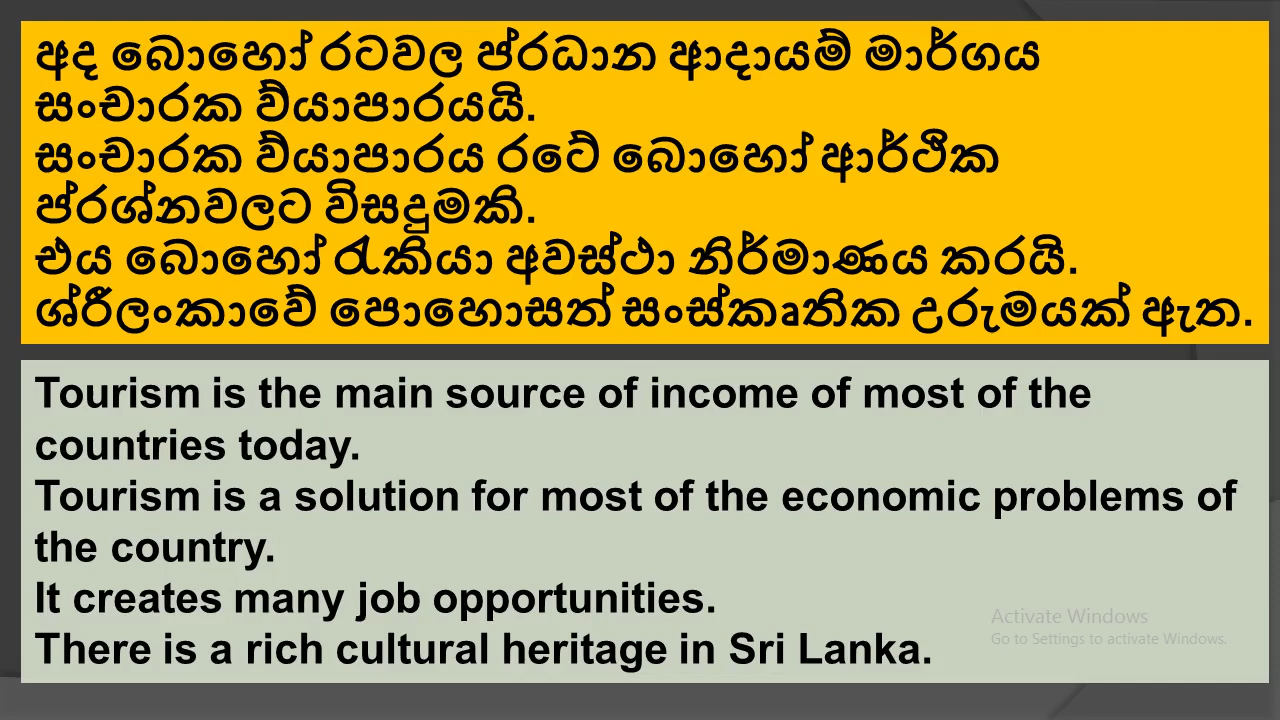 අද බොහෝ රටවල ප්රධාන ආදායම් මාර්ගය
සංචාරක ව්යාපාරයයි.
සංචාරක ව්යාපාරය රටේ බොහෝ ආර්ථික
ප්රශ්නවලට විසදුමකි.
එය බොහෝ රැකියා අවස්ථා නිර්මාණය කරයි.
ශ්රීලංකාවේ පොහොසත් සංස්කෘතික උරුමයක් ඇත.
Tourism is the main source of income of most of the
countries today.
Tourism is a solution for most of the economic problems of
the country.
It creates many job opportunities.
There is a rich cultural heritage in Sri Lanka.
Activate Windows
Go to Settings to activate Windows.